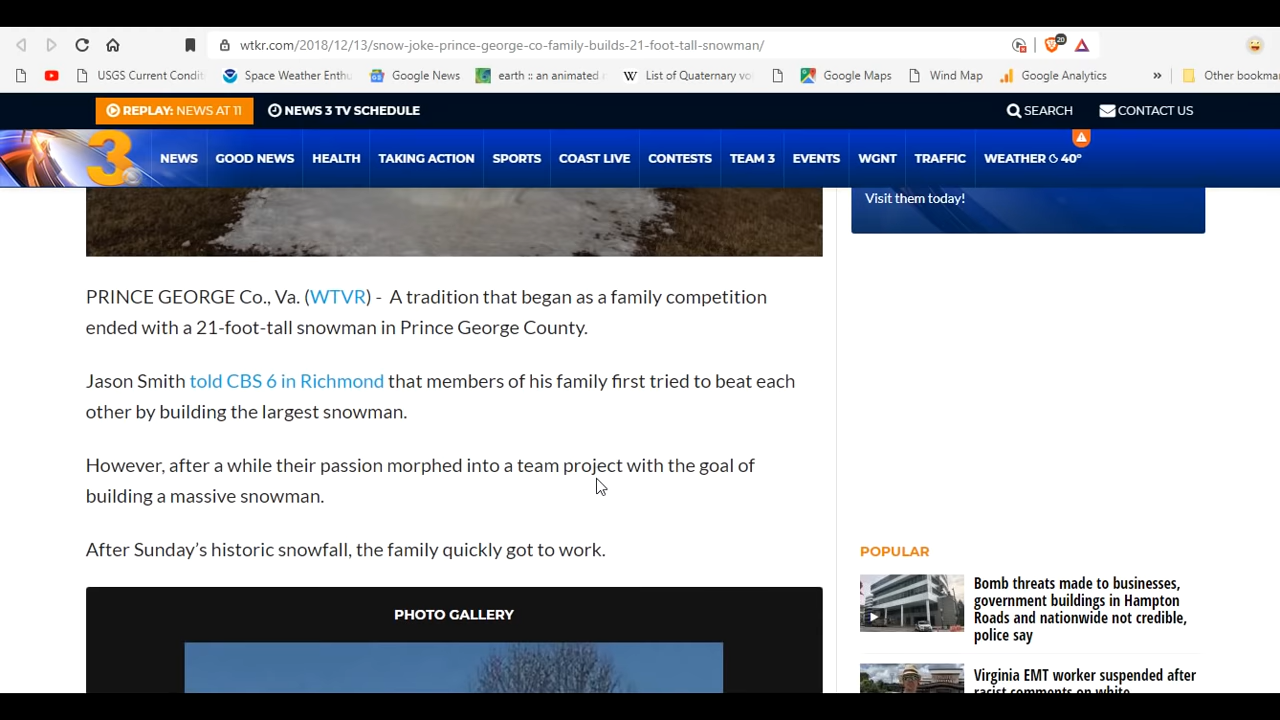 wtkr.com/2018/12/13/snow-joke-prince-george-co-family-builds-21-foot-tall-snowman/
20
USGS Current Condit
Space Weather Enthu
Google News
earth :: an animated
List of Quaternary vo
Google Maps
Wind Map
Google Analytics
»
Other bookma
REPLAY: NEWS AT 11
NEWS 3 TV SCHEDULE
SEARCH
CONTACT US
3
NEWS
GOOD NEWS
HEALTH
TAKING ACTION
SPORTS
COAST LIVE
CONTESTS
TEAM 3
EVENTS
WGNT
TRAFFIC
WEATHER 40°
Visit them today!
PRINCE GEORGE Co., Va. (WTVR) - A tradition that began as a family competition
ended with a 21-foot-tall snowman in Prince George County.
Jason Smith told CBS 6 in Richmond that members of his family first tried to beat each
other by building the largest snowman.
However, after a while their passion morphed into a team project with the goal of
building a massive snowman.
After Sunday’s historic snowfall, the family quickly got to work.
PHOTO GALLERY
POPULAR
Bomb threats made to businesses,
government buildings in Hampton
Roads and nationwide not credible,
police say
Virginia EMT worker suspended after
racist comments on white